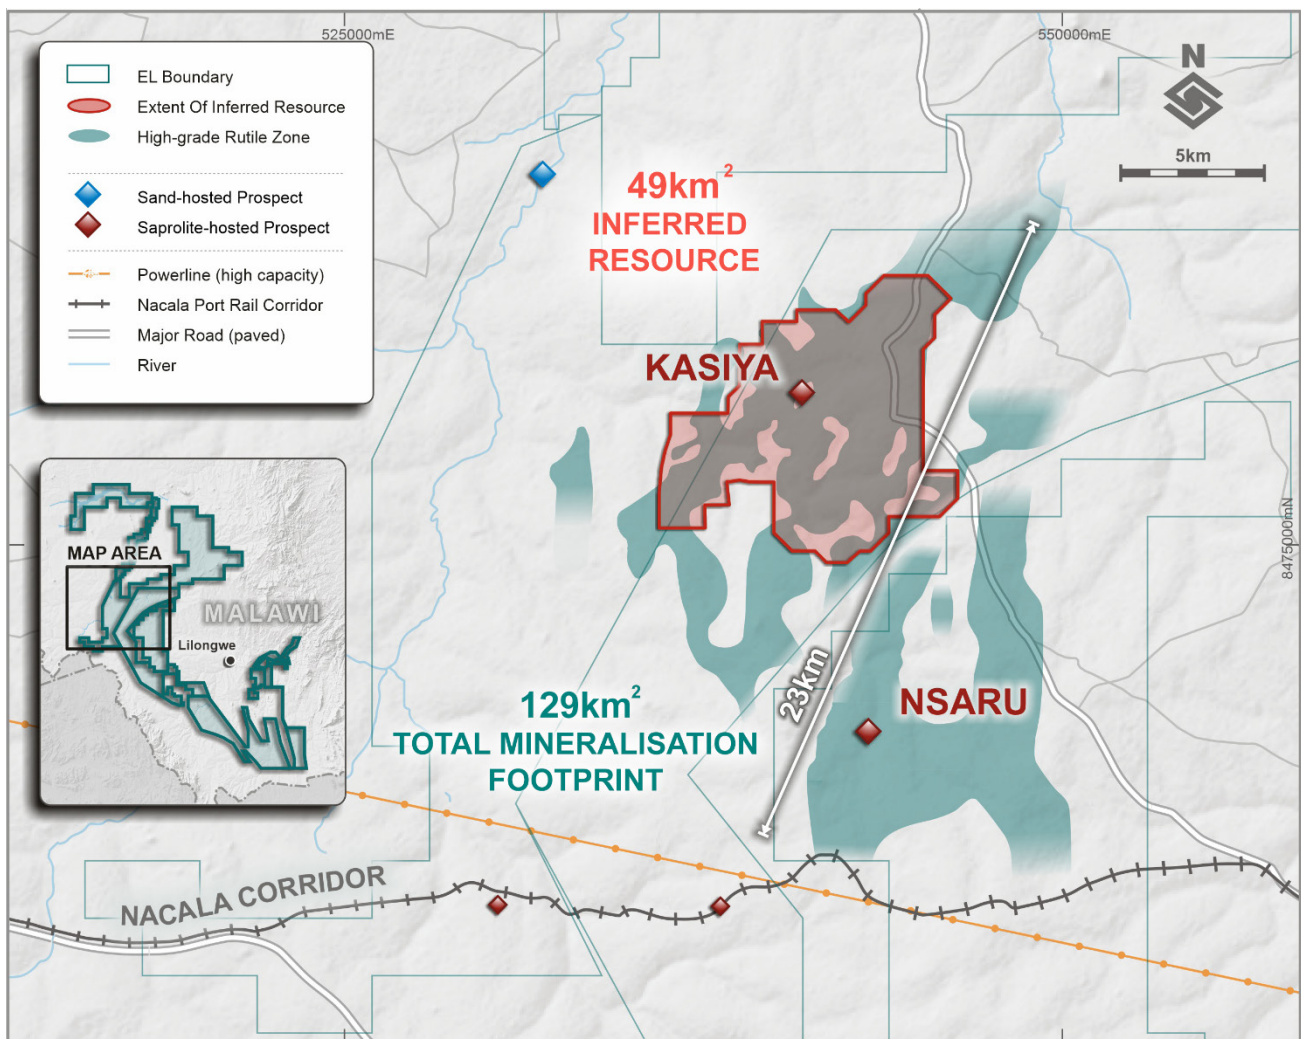 525000mE
550000mE
N
5km
EL Boundary
Extent Of Inferred Resource
High-grade Rutile Zone
Sand-hosted Prospect
Saprolite-hosted Prospect
Powerline (high capacity)
Nacala Port Rail Corridor
Major Road (paved)
River
49km²
INFERRED
RESOURCE
KASIYA
8475000mN
MAP AREA
MALAWI
Lilongwe
23km
NSARU
129km²
TOTAL MINERALISATION
FOOTPRINT
NACALA CORRIDOR